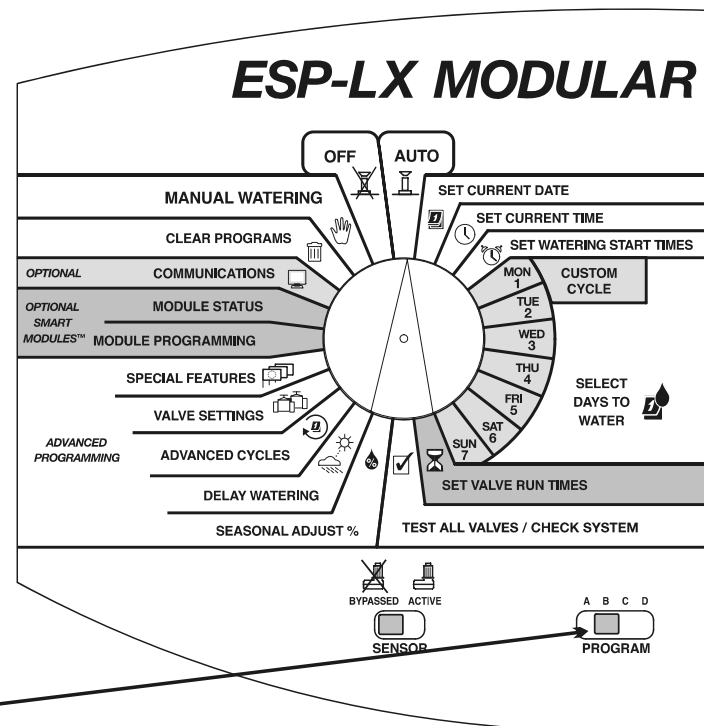 ESP-LX MODULAR
OFF
AUTO
MANUAL WATERING
CLEAR PROGRAMS
OPTIONAL
COMMUNICATIONS
OPTIONAL
SMART
MODULES™
MODULE STATUS
MODULE PROGRAMMING
SPECIAL FEATURES
VALVE SETTINGS
ADVANCED
PROGRAMMING
ADVANCED CYCLES
DELAY WATERING
SEASONAL ADJUST %
SET CURRENT DATE
SET CURRENT TIME
SET WATERING START TIMES
CUSTOM
CYCLE
MON
1
TUE
2
WED
3
THU
4
FRI
5
SAT
6
SUN
7
SELECT
DAYS TO
WATER
SET VALVE RUN TIMES
TEST ALL VALVES / CHECK SYSTEM
BYPASSED ACTIVE
SENSOR
A B C D
PROGRAM